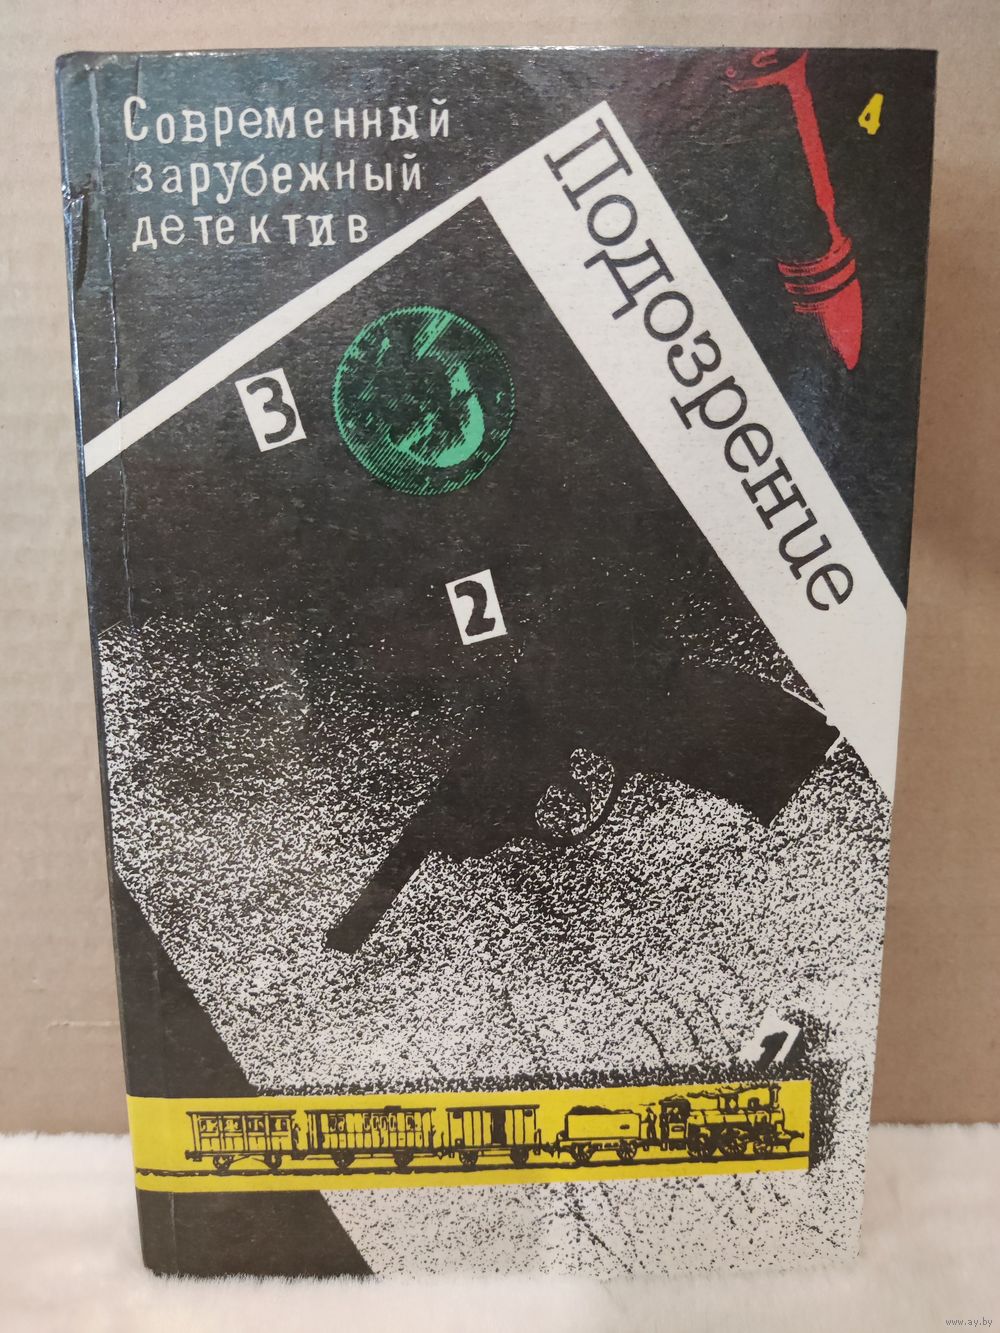 Современный
зарубежный
детектив
4
Подозрение
3
2
1
www.ay.by